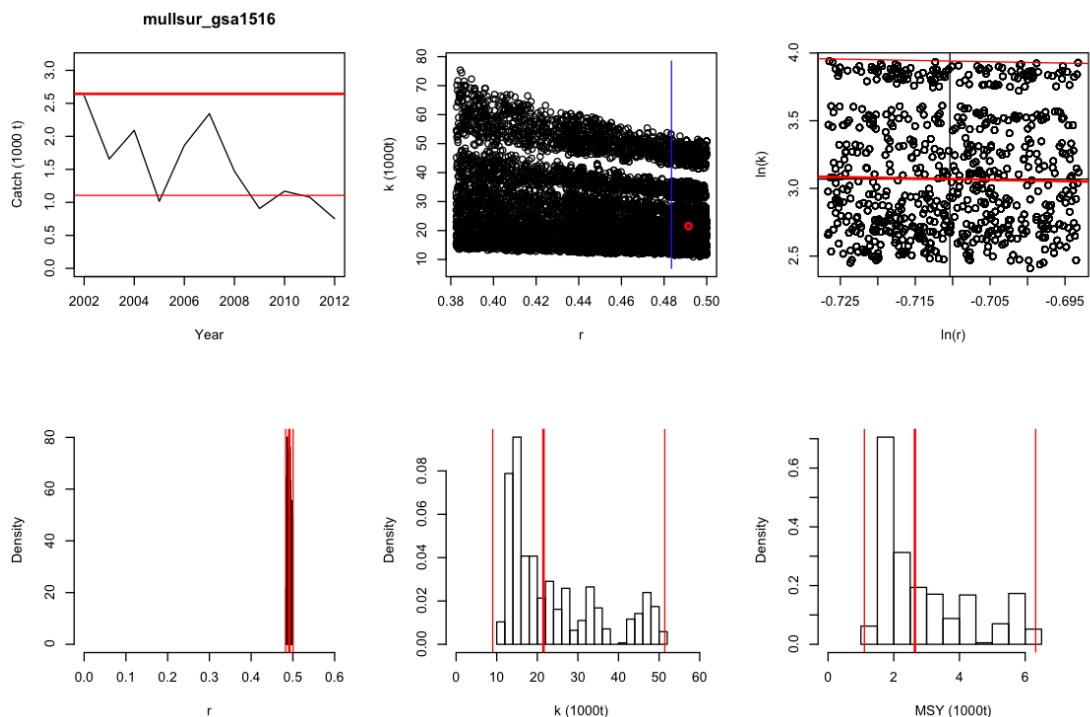 mullsur_gsa1516
Catch (1000 t)
0.0 0.5 1.0 1.5 2.0 2.5 3.0
2002 2004 2006 2008 2010 2012
Year
k (1000t)
10 20 30 40 50 60 70 80
0.38 0.40 0.42 0.44 0.46 0.48 0.50
r
ln(k)
2.5 3.0 3.5 4.0
-0.725 -0.715 -0.705 -0.695
ln(r)
Density
0 20 40 60 80
0.0 0.1 0.2 0.3 0.4 0.5 0.6
r
Density
0.00 0.04 0.08
0 10 20 30 40 50 60
k (1000t)
Density
0.0 0.2 0.4 0.6
0 2 4 6
MSY (1000t)